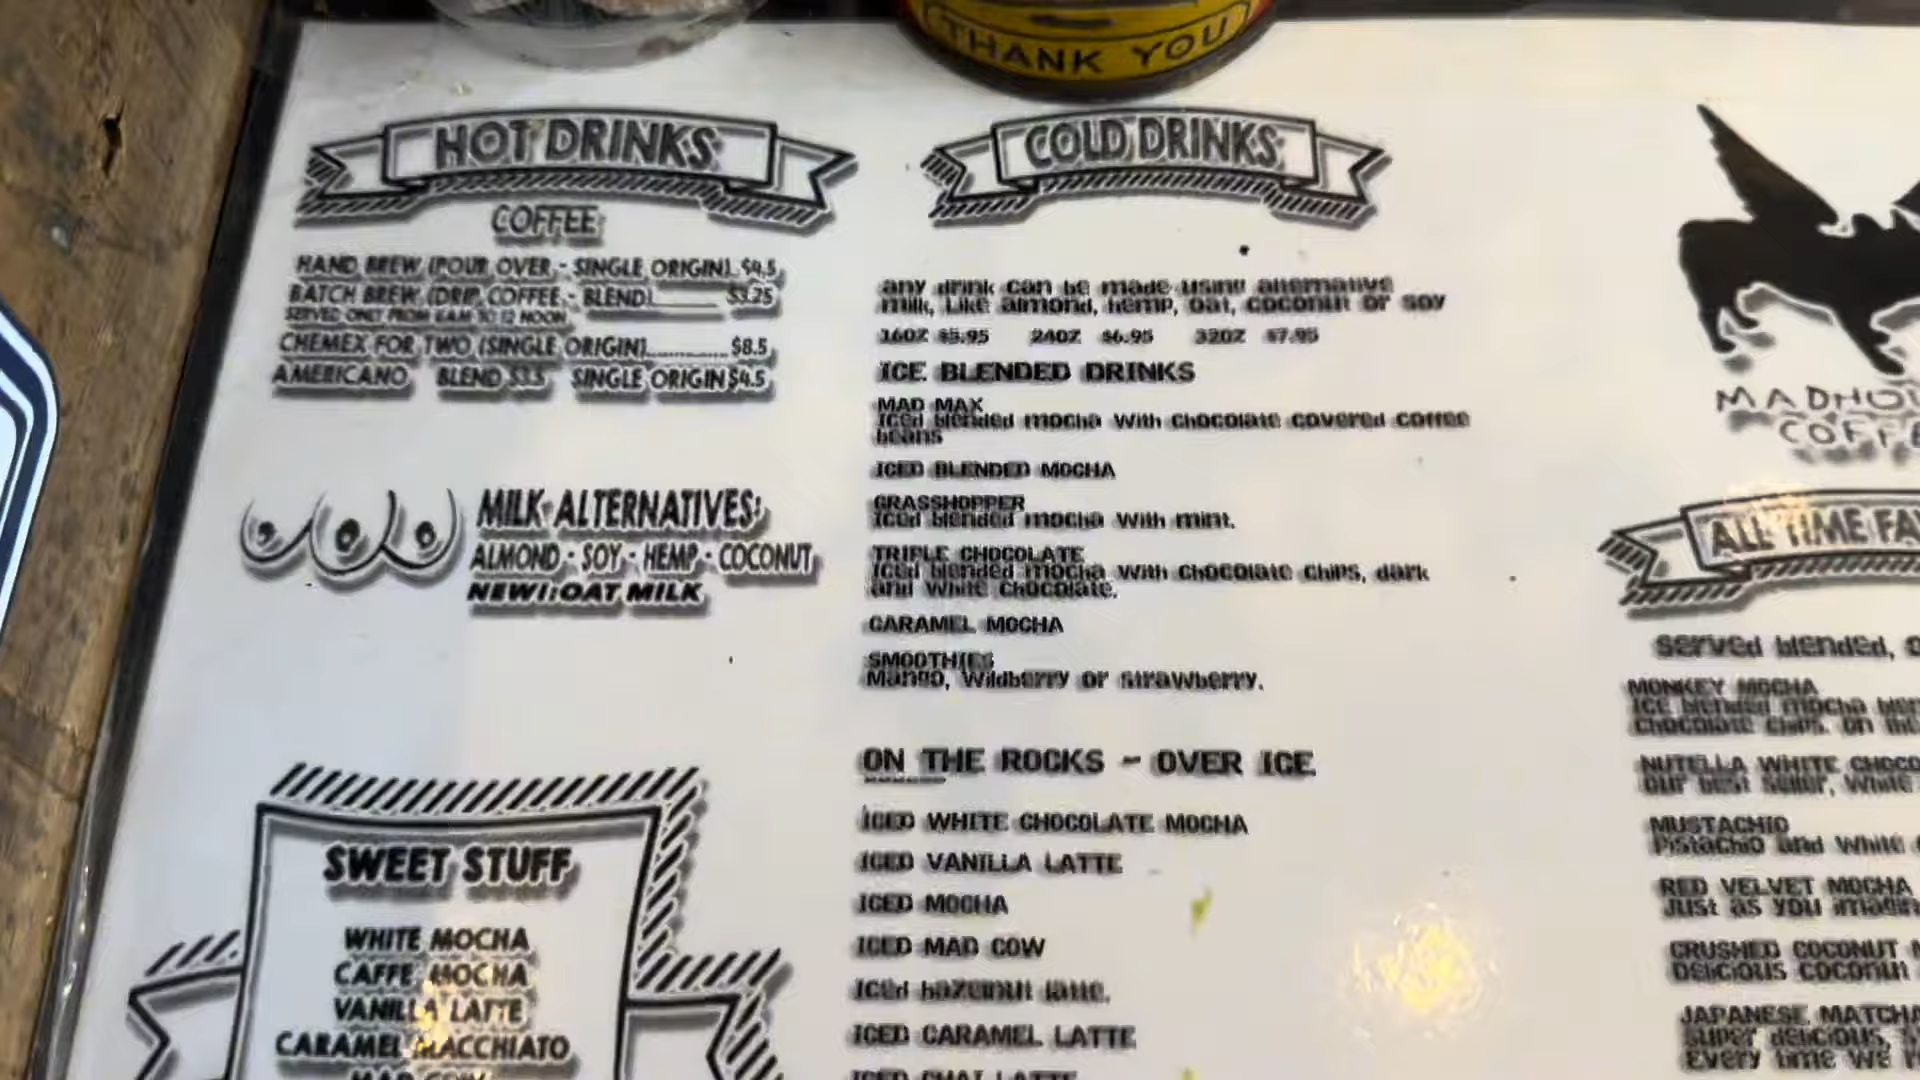 THANK YOU
HOT DRINKS
COFFEE
HAND BREW (POUR OVER - SINGLE ORIGIN). $4.5
BATCH BREW (DRIP COFFEE - BLEND) $3.25
SERVED ONLY FROM 6AM TO 12 NOON
CHEMEX FOR TWO (SINGLE ORIGIN)............ $8.5
AMERICANO BLEND $3.5 SINGLE ORIGIN $4.5
MILK ALTERNATIVES:
ALMOND · SOY · HEMP · COCONUT
NEW!:OAT MILK
SWEET STUFF
WHITE MOCHA
CAFFE MOCHA
VANILLA LATTE
CARAMEL MACCHIATO
MAD COW
COLD DRINKS
any drink can be made using alternative
milk, Like almond, hemp, oat, coconut or soy
16OZ $5.95 24OZ $6.95 32OZ $7.95
ICE BLENDED DRINKS
MAD MAX
Iced blended mocha With Chocolate covered coffee
beans
ICED BLENDED MOCHA
GRASSHOPPER
Iced blended mocha With mint.
TRIPLE CHOCOLATE
Iced blended mocha With Chocolate Chips, dark
and White Chocolate.
CARAMEL MOCHA
SMOOTHIES
Mango, Wildberry or strawberry.
ON THE ROCKS - OVER ICE
ICED WHITE CHOCOLATE MOCHA
ICED VANILLA LATTE
ICED MOCHA
ICED MAD COW
Iced hazelnut latte.
ICED CARAMEL LATTE
ICED CHAI LATTE
MADHOU
COFFE
ALL TIME FA
Served blended,
MONKEY MOCHA
ICE blended mocha
Chocolate Chips. On
NUTELLA WHITE CHOCO
Our best Seller, White
MUSTACHIO
Pistachio and White
RED VELVET MOCHA
Just as you imagin
CRUSHED COCONUT
Delicious Coconut
JAPANESE MATCHA
Super delicious,
Every time We